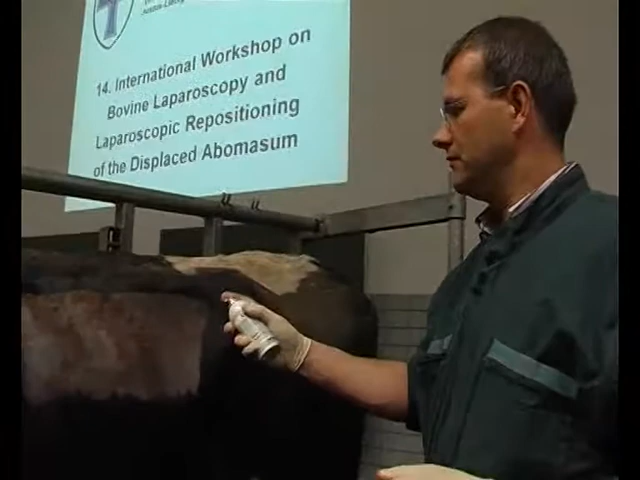 14. International Workshop on
Bovine Laparoscopy and
Laparoscopic Repositioning
of the Displaced Abomasum